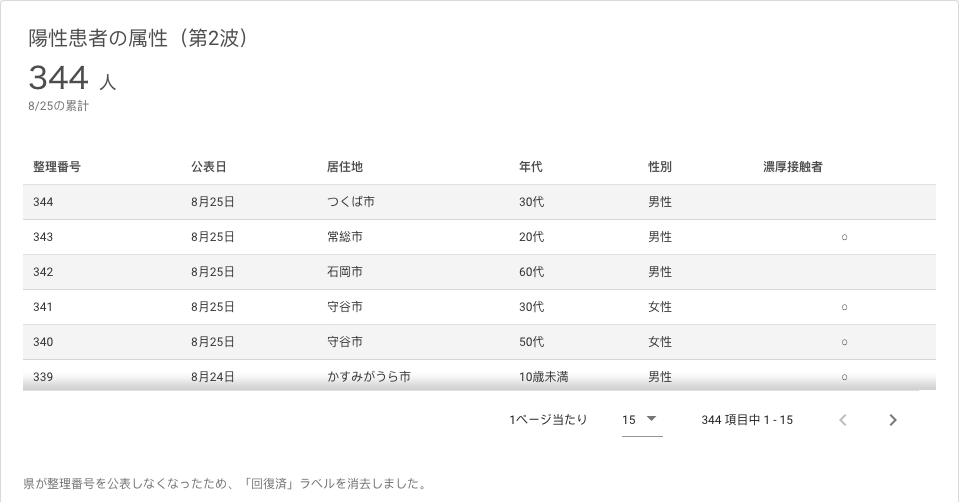 陽性患者の属性（第2波）
344 人
8/25の累計
整理番号 公表日 居住地 年代 性別 濃厚接触者
344 8月25日 つくば市 30代 男性
343 8月25日 常総市 20代 男性 ○
342 8月25日 石岡市 60代 男性
341 8月25日 守谷市 30代 女性 ○
340 8月25日 守谷市 50代 女性 ○
339 8月24日 かすみがうら市 10歳未満 男性 ○
1ページ当たり 15 344 項目中 1 - 15
県が整理番号を公表しなくなったため、「回復済」ラベルを消去しました。